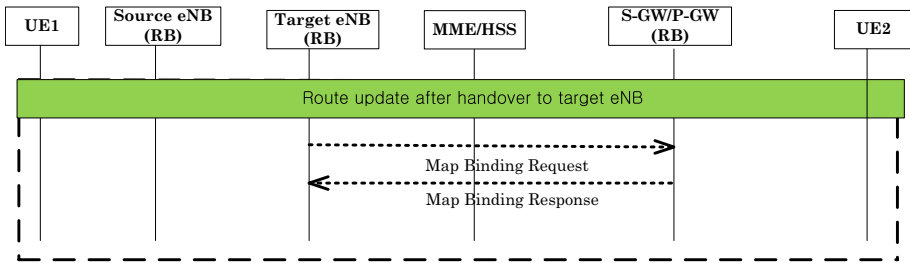 UE1
Source eNB
(RB)
Target eNB
(RB)
MME/HSS
S-GW/P-GW
(RB)
UE2
Route update after handover to target eNB
Map Binding Request
Map Binding Response